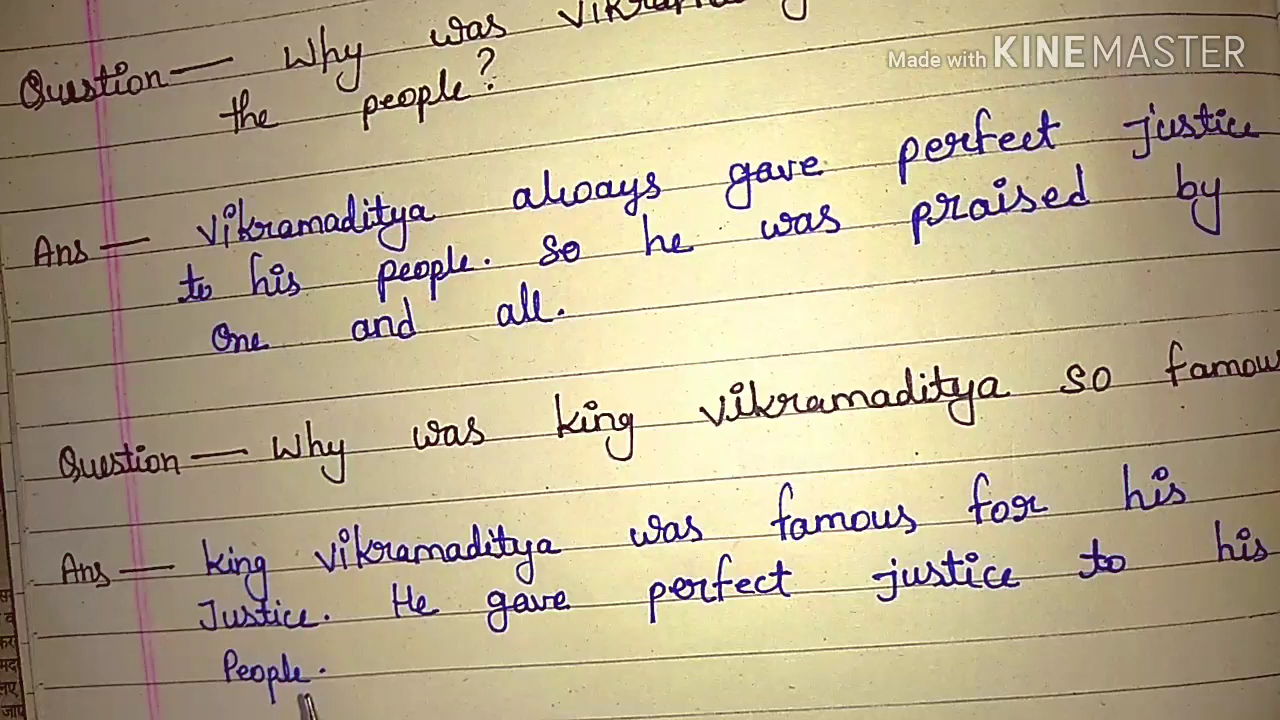 Question — Why was
Made with KINEMASTER
the people?
Ans — Vikramaditya always gave perfect justice
to his people. So he was praised by
One and all.
Question — Why was king Vikramaditya so famous
Ans — king Vikramaditya was famous for his
Justice. He gave perfect justice to his
People.